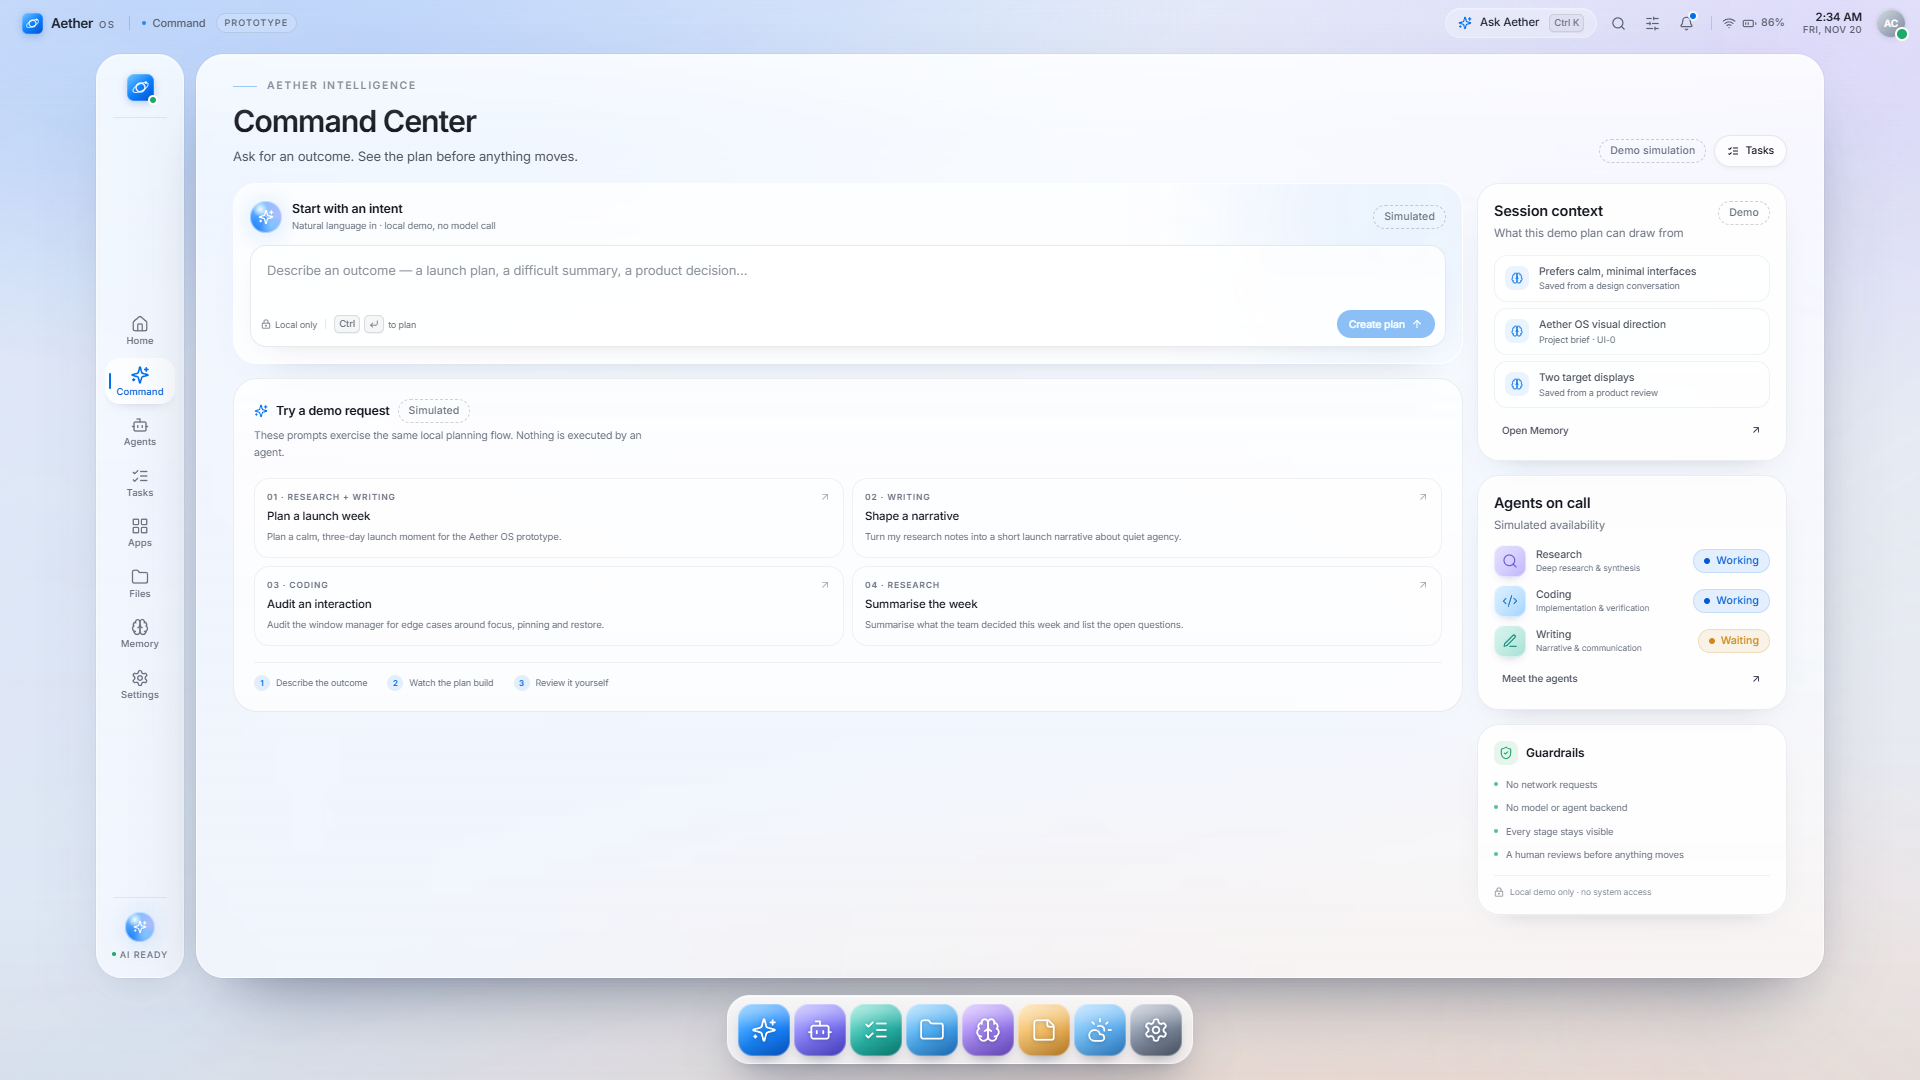 Aether OS
Command
PROTOTYPE
Ask Aether
Ctrl K
86%
2:34 AM
FRI, NOV 20
AC
Home
Command
Agents
Tasks
Apps
Files
Memory
Settings
AI READY
AETHER INTELLIGENCE
Command Center
Ask for an outcome. See the plan before anything moves.
Demo simulation
Tasks
Start with an intent
Natural language in · local demo, no model call
Simulated
Describe an outcome — a launch plan, a difficult summary, a product decision...
Local only
Ctrl
to plan
Create plan
Try a demo request
Simulated
These prompts exercise the same local planning flow. Nothing is executed by an
agent.
01 · RESEARCH + WRITING
Plan a launch week
Plan a calm, three-day launch moment for the Aether OS prototype.
02 · WRITING
Shape a narrative
Turn my research notes into a short launch narrative about quiet agency.
03 · CODING
Audit an interaction
Audit the window manager for edge cases around focus, pinning and restore.
04 · RESEARCH
Summarise the week
Summarise what the team decided this week and list the open questions.
1 Describe the outcome
2 Watch the plan build
3 Review it yourself
Session context
Demo
What this demo plan can draw from
Prefers calm, minimal interfaces
Saved from a design conversation
Aether OS visual direction
Project brief · UI-0
Two target displays
Saved from a product review
Open Memory
Agents on call
Simulated availability
Research
Deep research & synthesis
Working
Coding
Implementation & verification
Working
Writing
Narrative & communication
Waiting
Meet the agents
Guardrails
No network requests
No model or agent backend
Every stage stays visible
A human reviews before anything moves
Local demo only · no system access